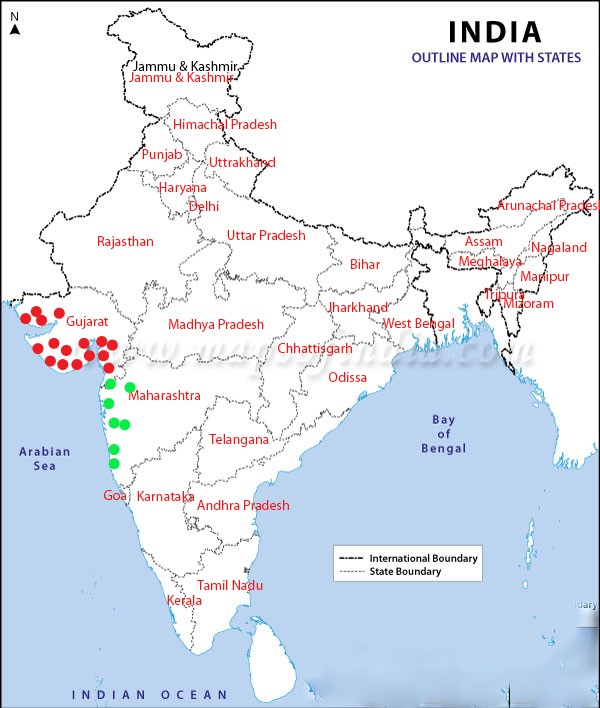 N
INDIA
OUTLINE MAP WITH STATES
Jammu & Kashmir
Jammu & Kashmir
Himachal Pradesh
Punjab
Uttrakhand
Haryana
Delhi
Arunachal Pradesh
Rajasthan
Uttar Pradesh
Assam
Nagaland
Bihar
Meghalaya
Manipur
Tripura
Mizoram
Gujarat
Madhya Pradesh
Jharkhand
West Bengal
Chhattisgarh
www.mapsofindia.com
Odissa
Maharashtra
Telangana
Bay
of
Bengal
Arabian
Sea
Goa
Karnataka
Andhra Pradesh
International Boundary
State Boundary
Tamil Nadu
Kerala
dary
INDIAN OCEAN